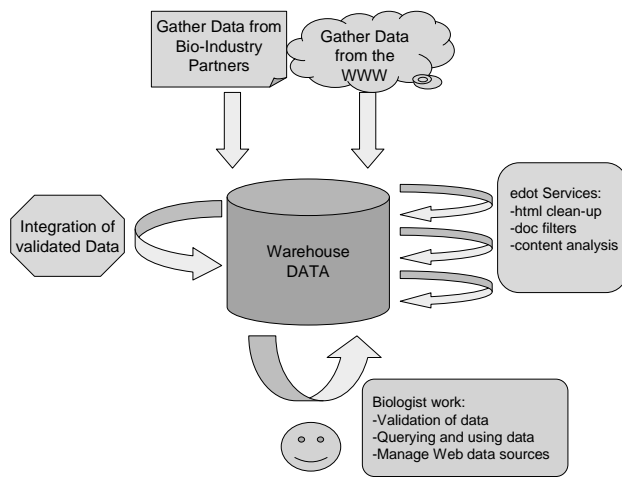 Gather Data from
Bio-Industry
Partners
Gather Data
from the
WWW
Integration of
validated Data
Warehouse
DATA
edot Services:
-html clean-up
-doc filters
-content analysis
Biologist work:
-Validation of data
-Querying and using data
-Manage Web data sources